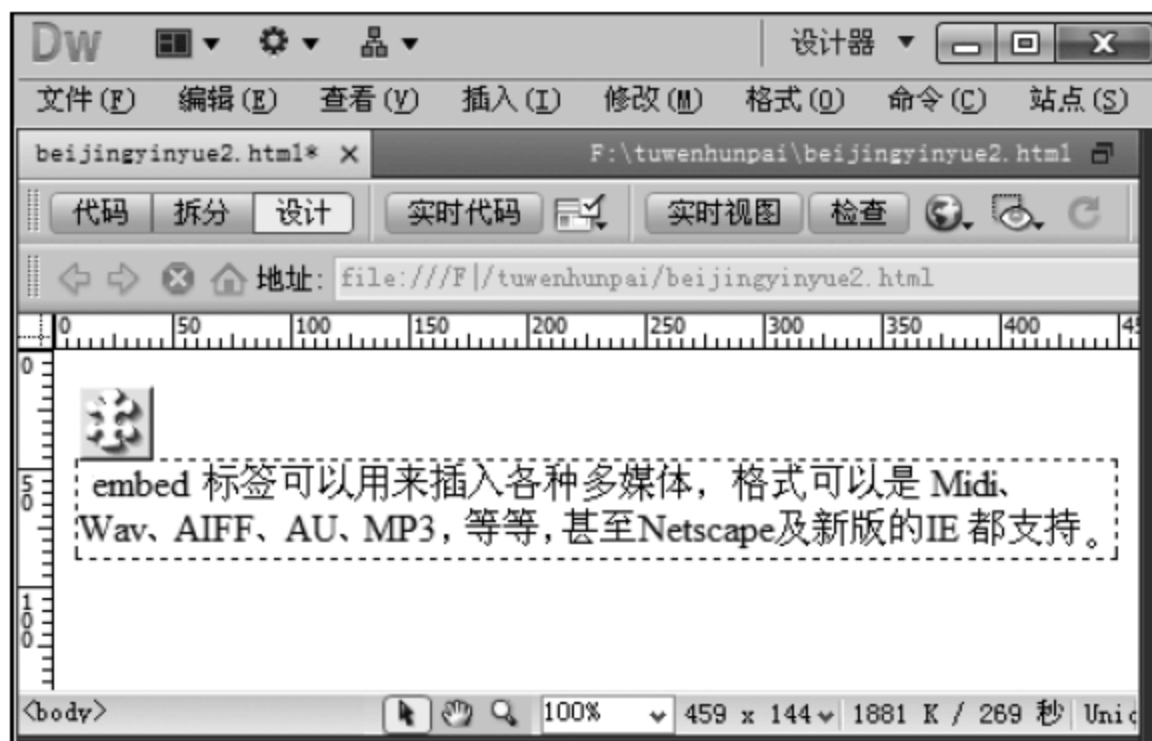 Dw 设计器
文件(F) 编辑(E) 查看(V) 插入(I) 修改(M) 格式(O) 命令(C) 站点(S)
beijingyinyue2.html* × F:\tuwenhunpai\beijingyinyue2.html
代码 拆分 设计 实时代码 实时视图 检查
地址: file:///F|/tuwenhunpai/beijingyinyue2.html
0 50 100 150 200 250 300 350 400 45
0
embed 标签可以用来插入各种多媒体，格式可以是 Midi、
50
Wav、AIFF、AU、MP3，等等，甚至Netscape及新版的IE 都支持。
100
<body> 100% 459 x 144 1881 K / 269 秒 Unic